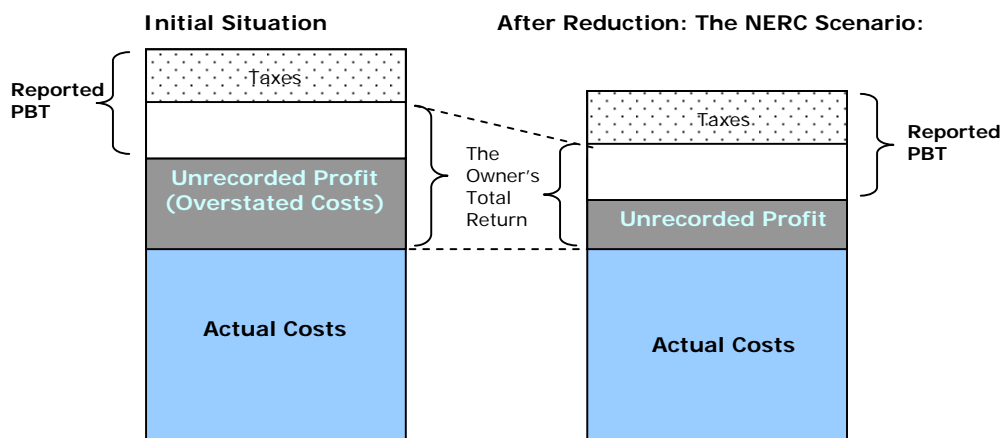 Initial Situation
After Reduction: The NERC Scenario:
Taxes
Reported
PBT
Unrecorded Profit
(Overstated Costs)
Actual Costs
The
Owner's
Total
Return
Taxes
Reported
PBT
Unrecorded Profit
Actual Costs